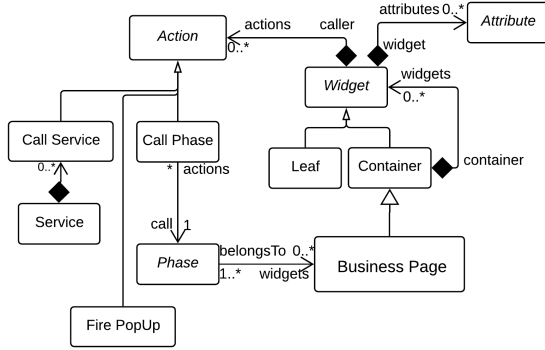 attributes 0..*
Attribute
actions
caller
Action
0..*
widget
Widget
widgets
0..*
Call Service
Call Phase
0..*
* actions
Leaf
Container
container
Service
call 1
Phase
belongsTo 0..*
1..* widgets
Business Page
Fire PopUp